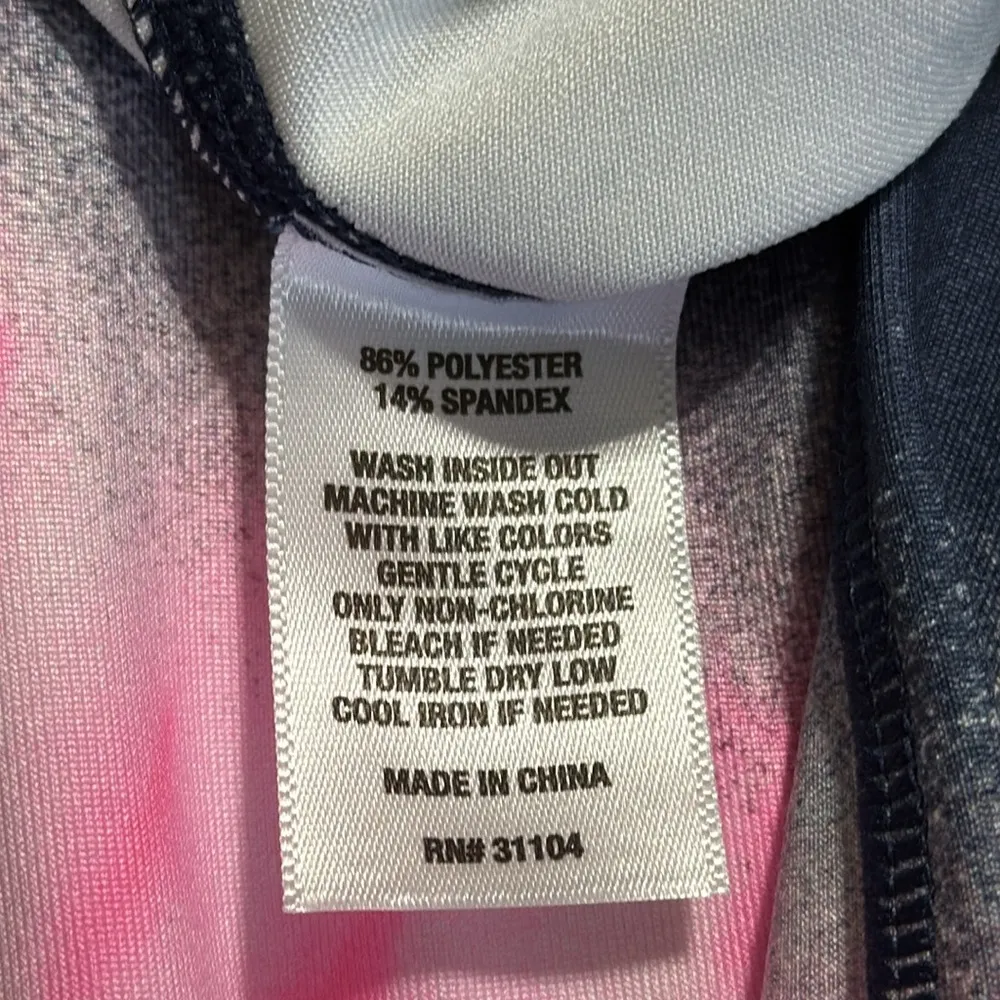 86% POLYESTER
14% SPANDEX
WASH INSIDE OUT
MACHINE WASH COLD
WITH LIKE COLORS
GENTLE CYCLE
ONLY NON-CHLORINE
BLEACH IF NEEDED
TUMBLE DRY LOW
COOL IRON IF NEEDED
MADE IN CHINA
RN# 31104